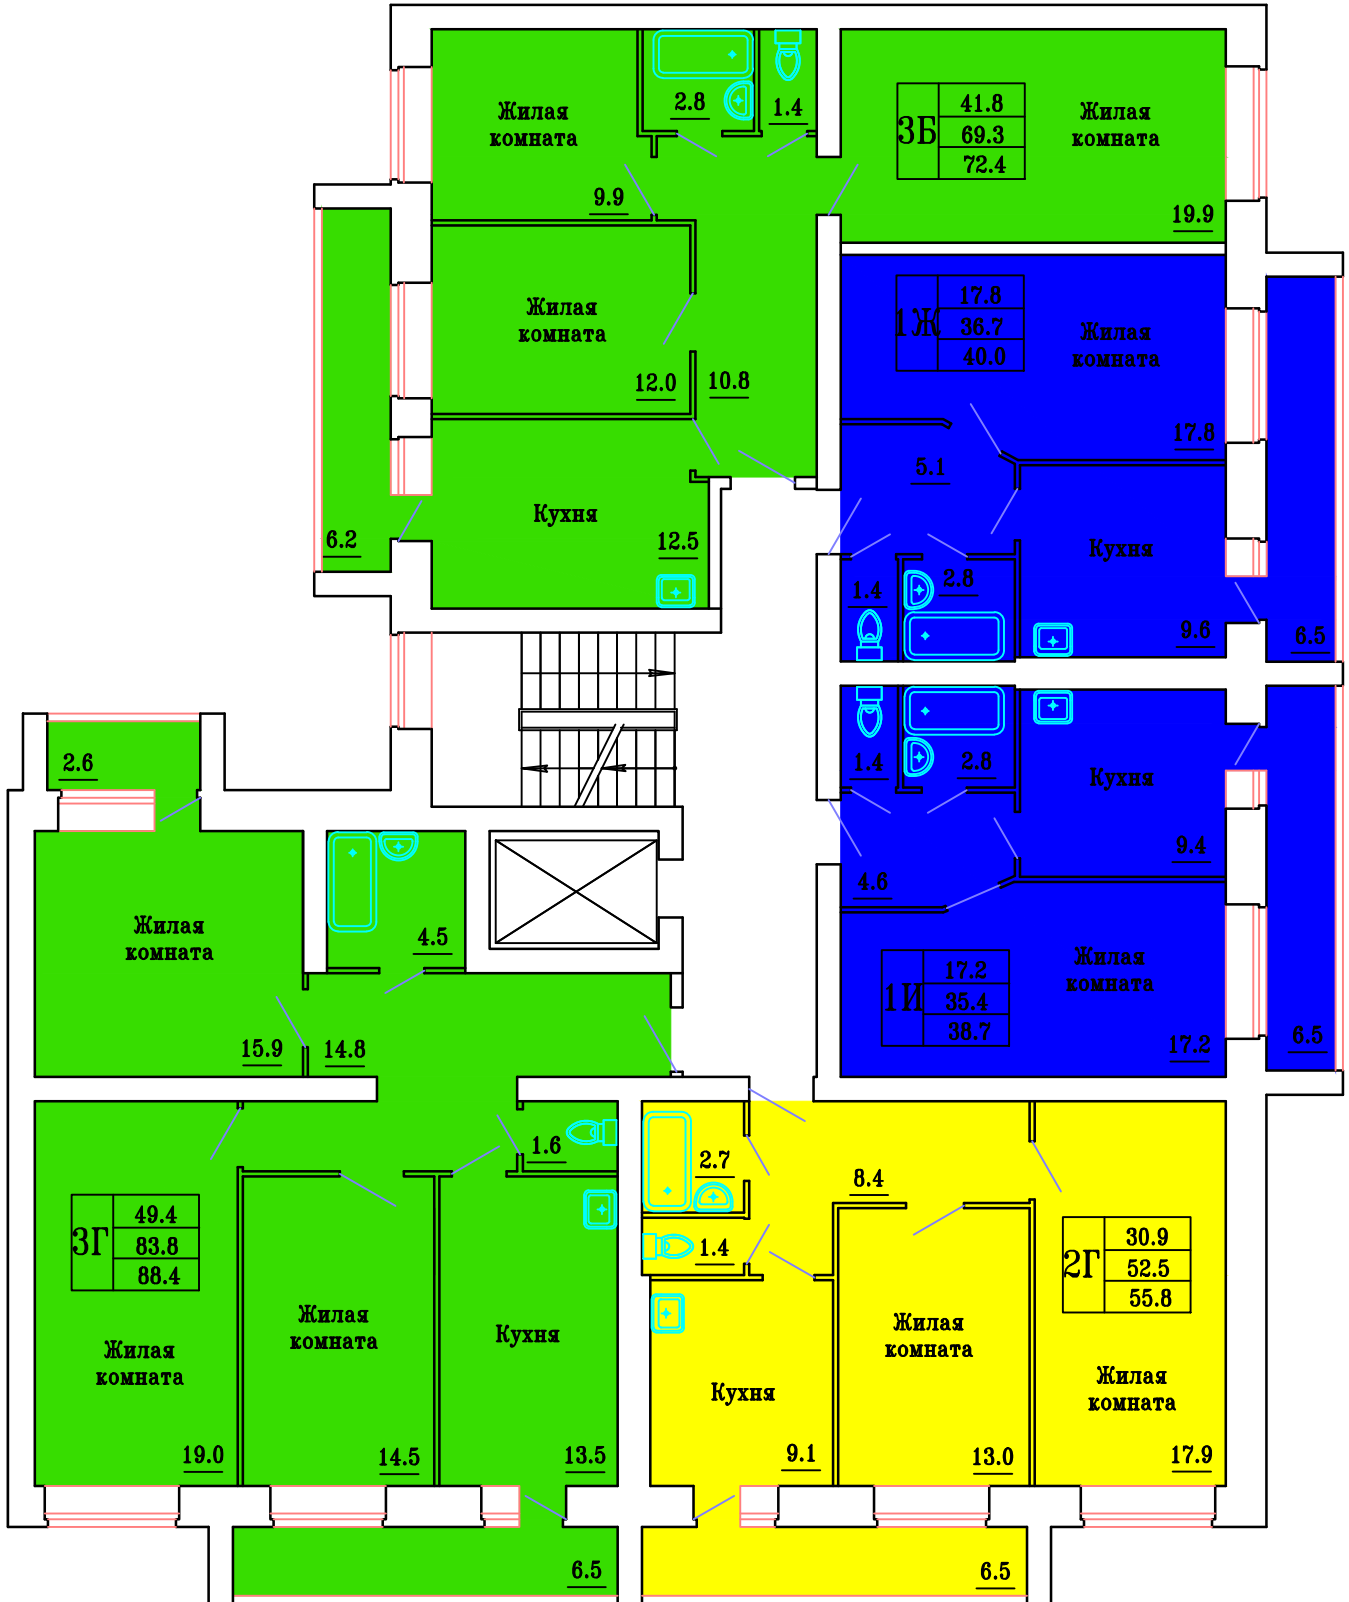 Жилая
комната
9.9
2.8
1.4
3Б
41.8
69.3
72.4
Жилая
комната
19.9
Жилая
комната
12.0
10.8
1Ж
17.8
36.7
40.0
Жилая
комната
17.8
6.2
Кухня
12.5
5.1
1.4
2.8
Кухня
9.6
6.5
2.6
1.4
2.8
Кухня
9.4
4.6
Жилая
комната
15.9
4.5
14.8
1И
17.2
35.4
38.7
Жилая
комната
17.2
6.5
1.6
2.7
8.4
1.4
3Г
49.4
83.8
88.4
Жилая
комната
19.0
Жилая
комната
14.5
Кухня
13.5
Кухня
9.1
Жилая
комната
13.0
2Г
30.9
52.5
55.8
Жилая
комната
17.9
6.5
6.5